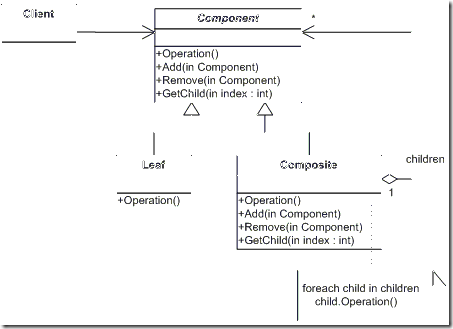 Client
Component
*
+Operation()
+Add(in Component)
+Remove(in Component)
+GetChild(in index : int)
Leaf
+Operation()
Composite
+Operation()
+Add(in Component)
+Remove(in Component)
+GetChild(in index : int)
children
1
foreach child in children
child.Operation()